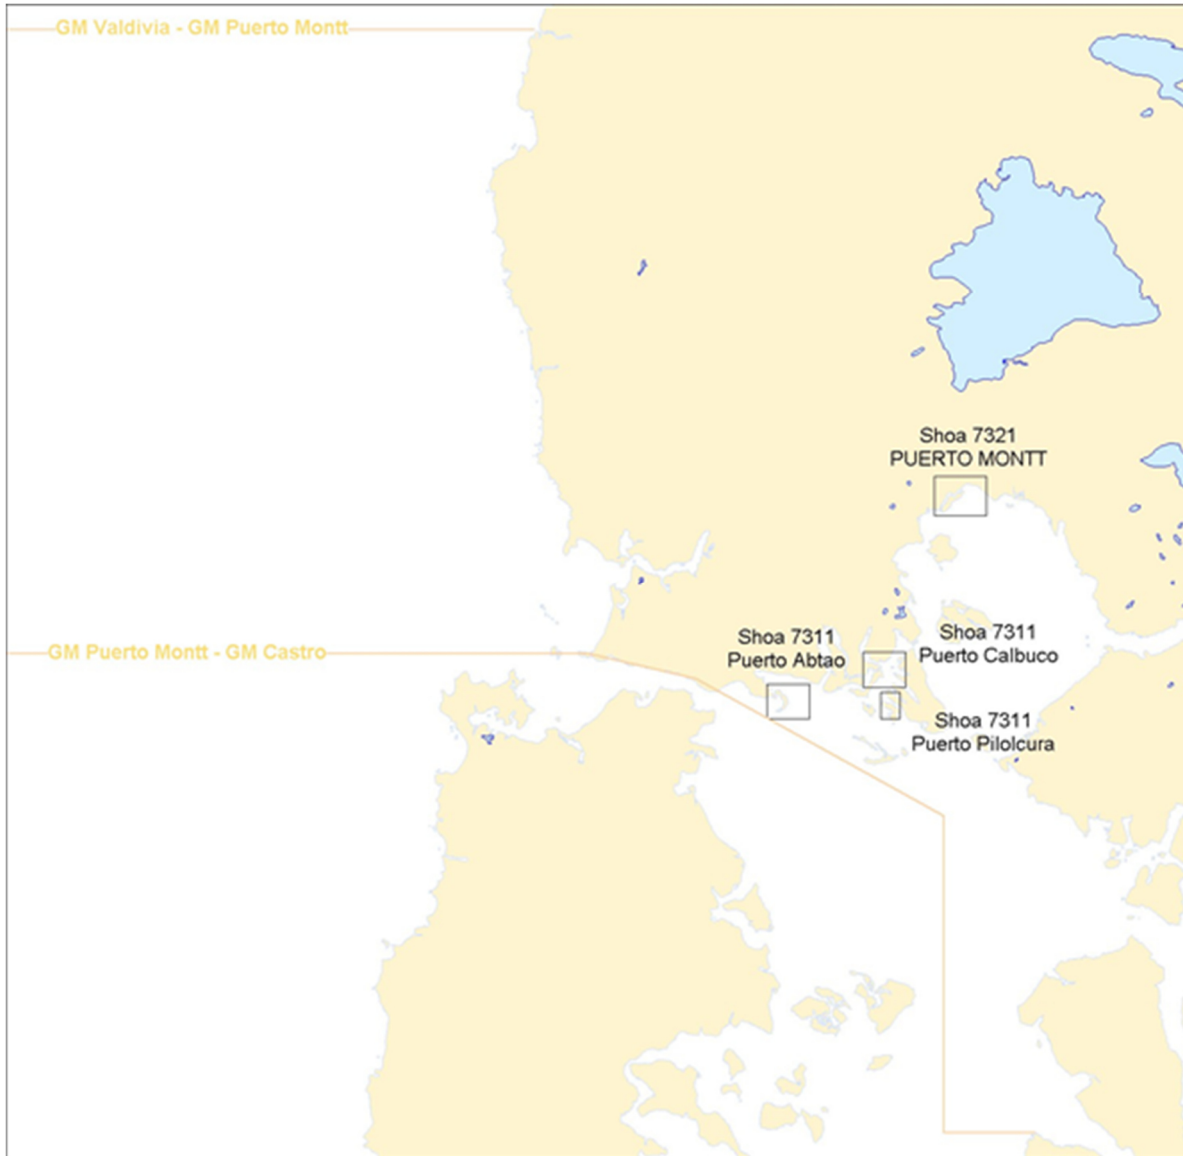 GM Valdivia - GM Puerto Montt
Shoa 7321
PUERTO MONTT
Shoa 7311
Puerto Abtao
Shoa 7311
Puerto Calbuco
GM Puerto Montt - GM Castro
Shoa 7311
Puerto Pilolcura